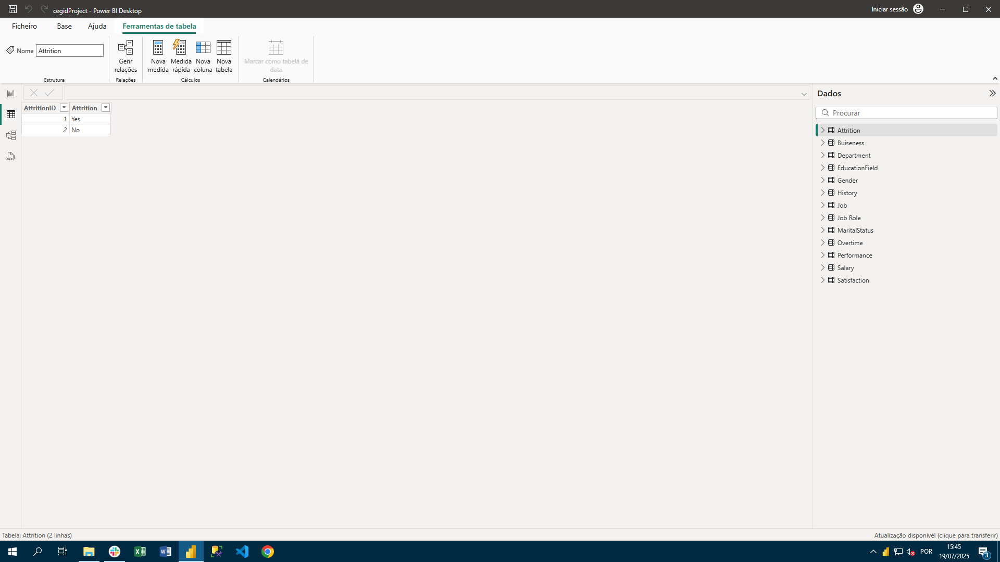 cegidProject - Power BI Desktop
Iniciar sessão
Ficheiro Base Ajuda Ferramentas de tabela
Nome Attrition
Gerir relações
Nova medida
Medida rápida
Nova coluna
Nova tabela
Marcar como tabela de data
Estrutura Relações Cálculos Calendários
AttritionID Attrition
1 Yes
2 No
DAX
Dados
Procurar
Attrition
Buiseness
Department
EducationField
Gender
History
Job
Job Role
MaritalStatus
Overtime
Performance
Salary
Satisfaction
Tabela: Attrition (2 linhas)
Atualização disponível (clique para transferir)
POR
15:45
19/07/2025
3